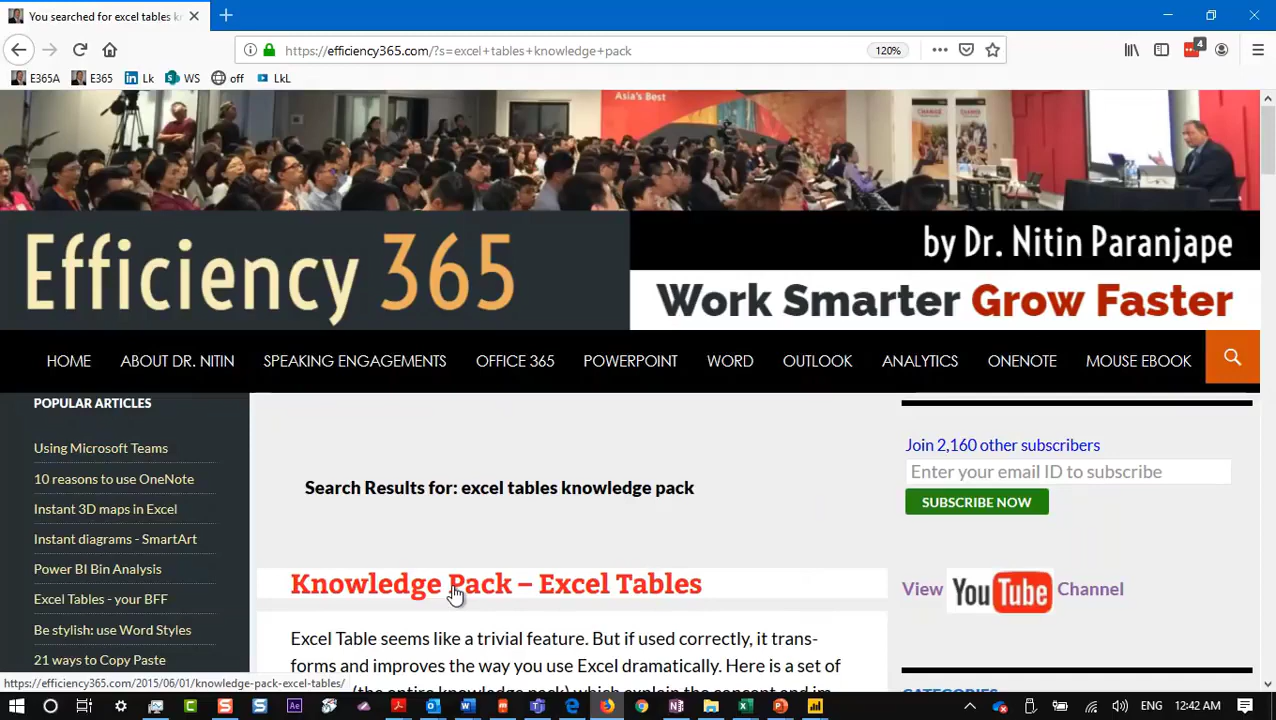 You searched for excel tables k
https://efficiency365.com/?s=excel+tables+knowledge+pack
120%
4
E365A
E365
Lk
WS
off
LkL
Asia's Best
Efficiency 365
by Dr. Nitin Paranjape
Work Smarter Grow Faster
HOME
ABOUT DR. NITIN
SPEAKING ENGAGEMENTS
OFFICE 365
POWERPOINT
WORD
OUTLOOK
ANALYTICS
ONENOTE
MOUSE EBOOK
POPULAR ARTICLES
Using Microsoft Teams
10 reasons to use OneNote
Instant 3D maps in Excel
Instant diagrams - SmartArt
Power BI Bin Analysis
Excel Tables - your BFF
Be stylish: use Word Styles
21 ways to Copy Paste
Search Results for: excel tables knowledge pack
Knowledge Pack – Excel Tables
Excel Table seems like a trivial feature. But if used correctly, it trans-
forms and improves the way you use Excel dramatically. Here is a set of
(the entire knowledge pack) which explain the concept and im
Join 2,160 other subscribers
Enter your email ID to subscribe
SUBSCRIBE NOW
View YouTube Channel
CATEGORIES
https://efficiency365.com/2015/06/01/knowledge-pack-excel-tables/
ENG
12:42 AM